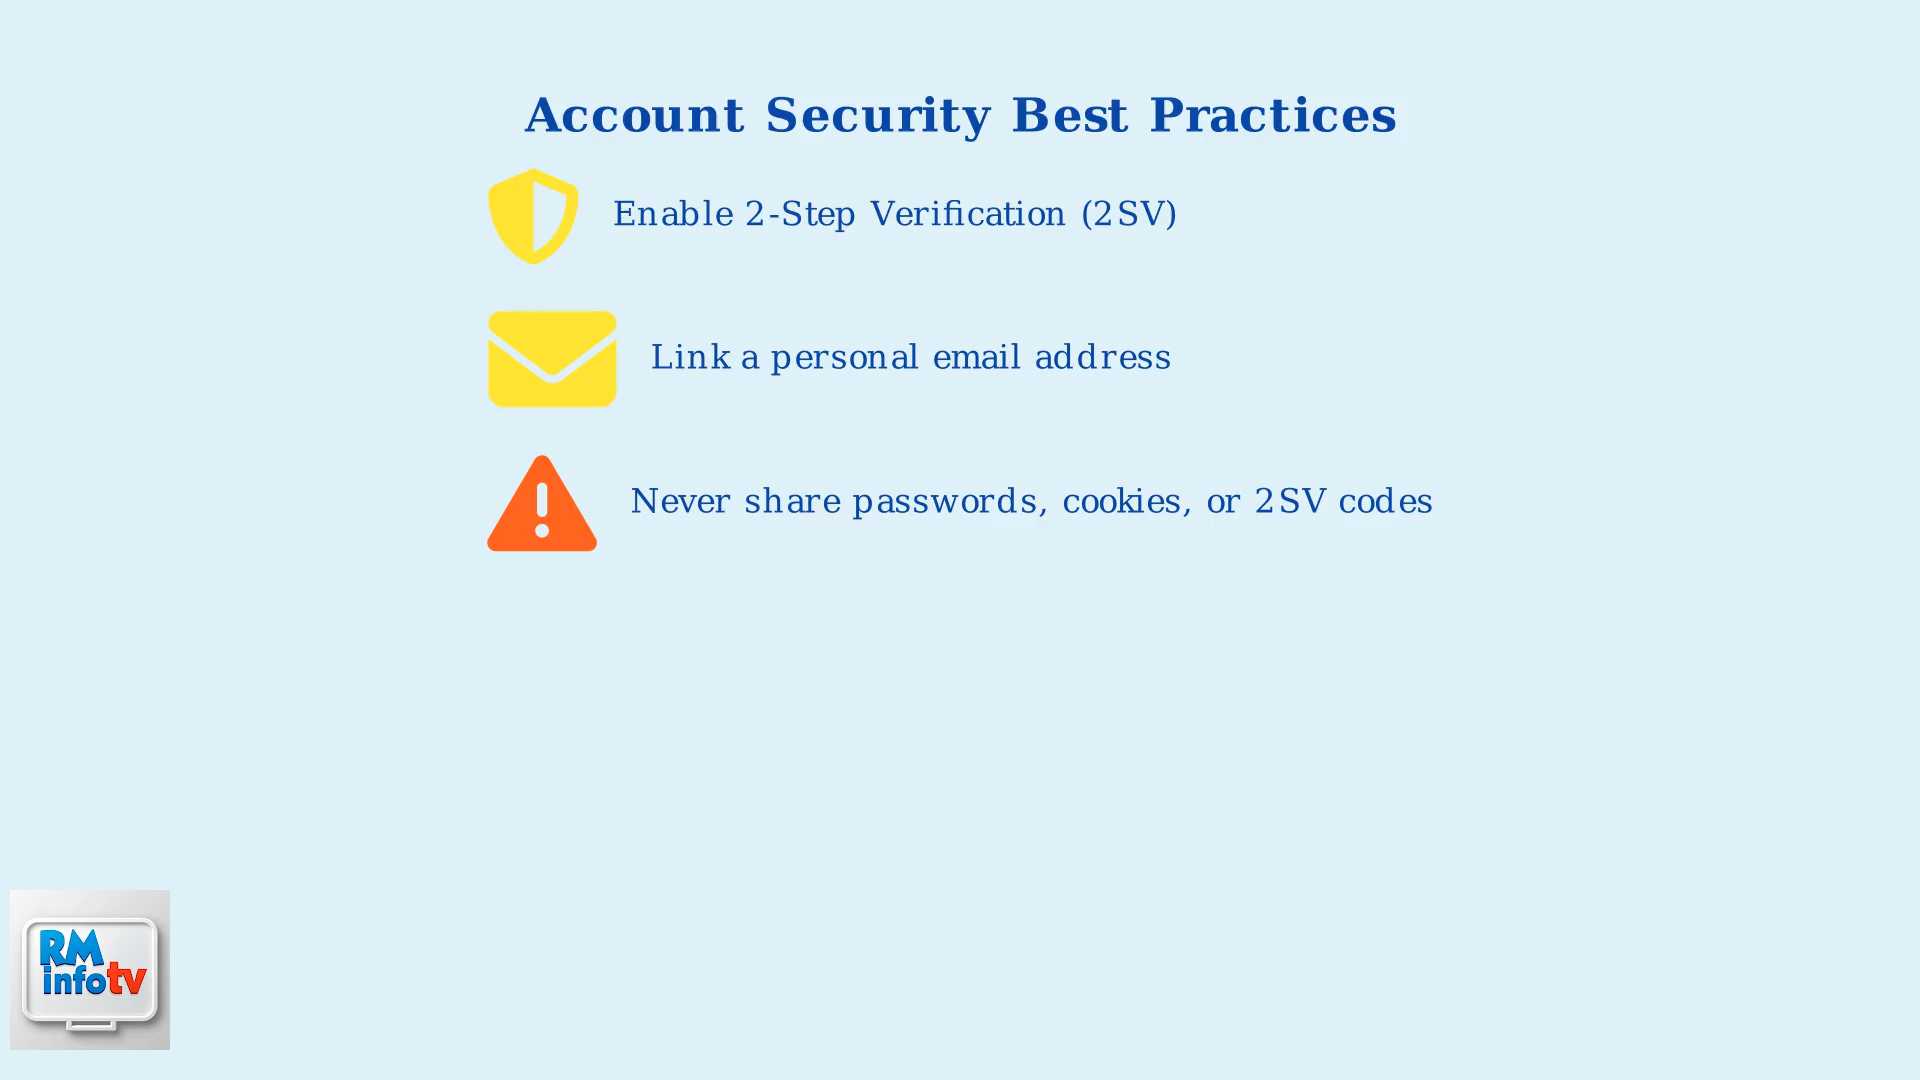 Account Security Best Practices
Enable 2-Step Verification (2SV)
Link a personal email address
Never share passwords, cookies, or 2SV codes
RM
infotv